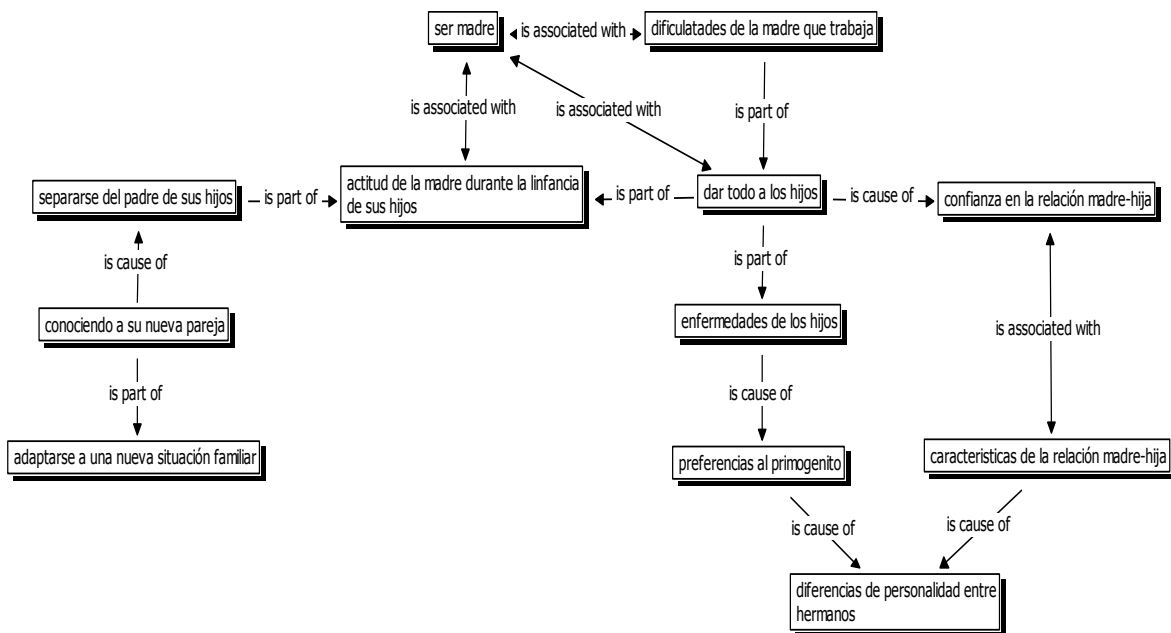 ser madre
is associated with
dificulatades de la madre que trabaja
is associated with
is associated with
is part of
separarse del padre de sus hijos
is part of
actitud de la madre durante la linfancia
de sus hijos
is part of
dar todo a los hijos
is cause of
confianza en la relación madre-hija
is cause of
is part of
conociendo a su nueva pareja
enfermedades de los hijos
is associated with
is part of
is cause of
adaptarse a una nueva situación familiar
preferencias al primogenito
caracteristicas de la relación madre-hija
is cause of
is cause of
diferencias de personalidad entre
hermanos